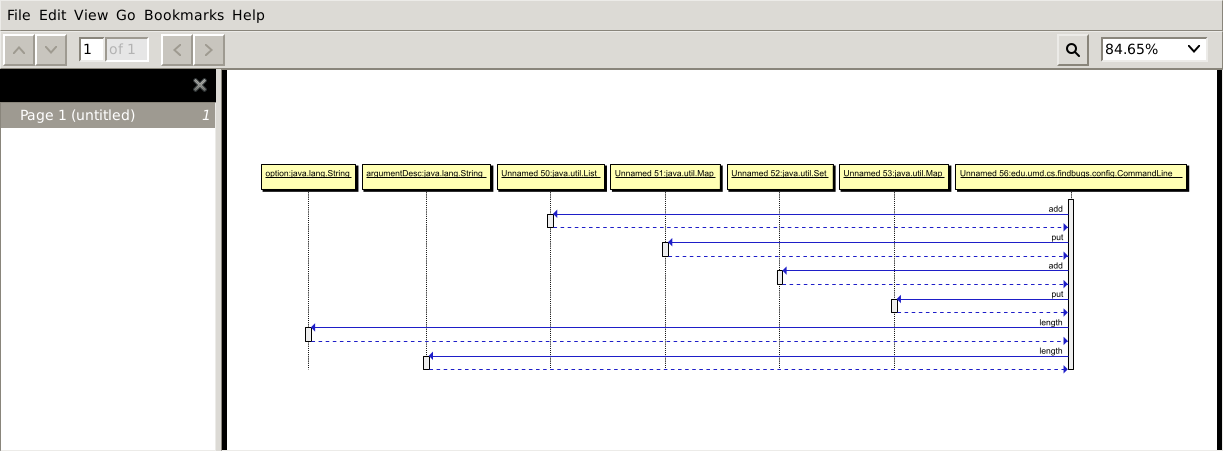 File Edit View Go Bookmarks Help
1 of 1 84.65%
Page 1 (untitled) 1
option:java.lang.String argumentDesc:java.lang.String Unnamed 50:java.util.List Unnamed 51:java.util.Map Unnamed 52:java.util.Set Unnamed 53:java.util.Map Unnamed 56:edu.umd.cs.findbugs.config.CommandLine
add
put
add
put
length
length